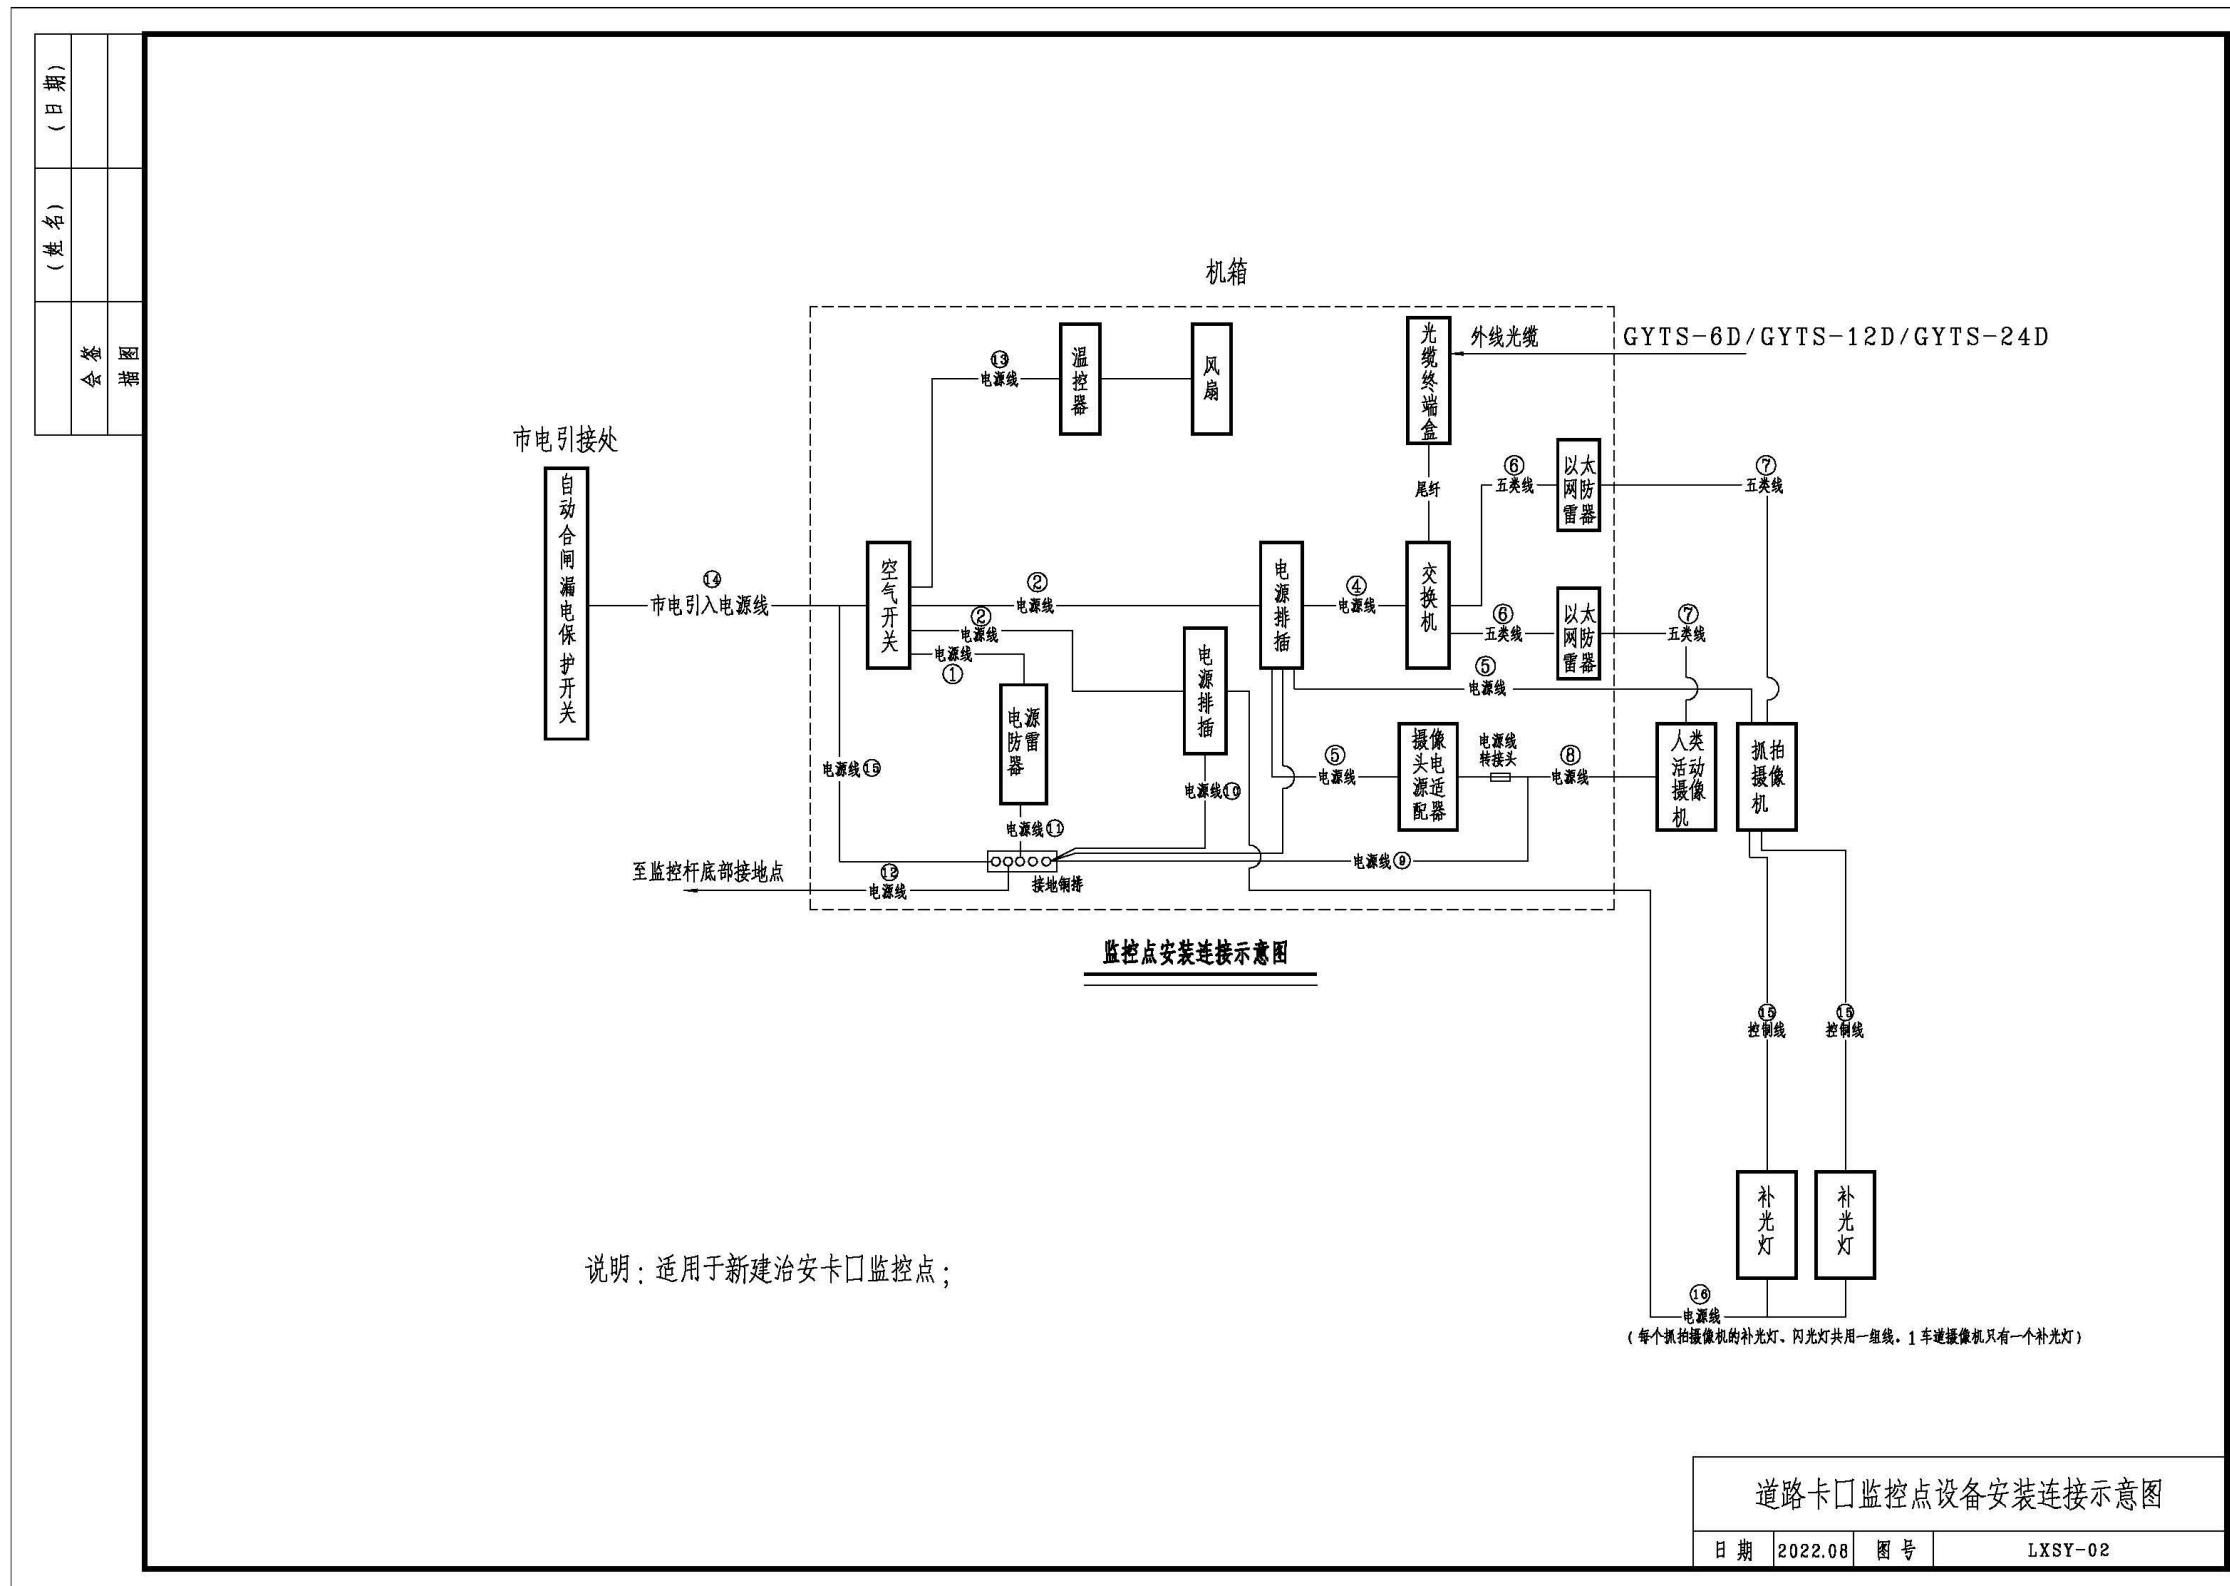 (日期)
(姓名)
会签
描图
机箱
光缆终端盒
外线光缆
GYTS-6D/GYTS-12D/GYTS-24D
⑬
电源线
温控器
风扇
市电引接处
自动合闸漏电保护开关
⑥
五类线
以太
网防
雷器
⑦
五类线
尾纤
⑭
市电引入电源线
空气开关
②
电源线
②
电源线
电源线
①
电源排插
④
电源线
交换机
⑥
五类线
以太
网防
雷器
⑦
五类线
电源排插
⑤
电源线
电源
防雷
器
摄像
头电
源适
配器
电源线
转接头
⑧
电源线
人类
活动
摄像
机
抓拍
摄像
机
电源线⑮
⑤
电源线
电源线⑩
电源线⑪
至监控杆底部接地点
⑫
电源线
接地铜排
电源线⑨
监控点安装连接示意图
⑮
控制线
⑮
控制线
补光灯
补光灯
说明：适用于新建治安卡口监控点；
⑯
电源线
(每个抓拍摄像机的补光灯、闪光灯共用一组线。1车道摄像机只有一个补光灯)
道路卡口监控点设备安装连接示意图
日期 2022.08 图号 LXSY-02